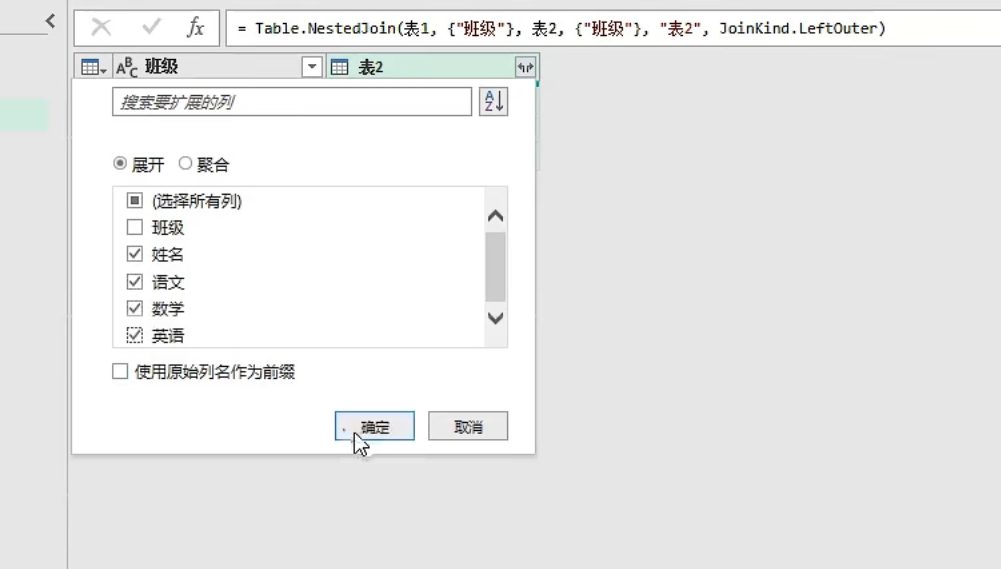 fx = Table.NestedJoin(表1, {"班级"}, 表2, {"班级"}, "表2", JoinKind.LeftOuter)
ABC 班级 表2
搜索要扩展的列 AZ
展开 聚合
(选择所有列)
班级
姓名
语文
数学
英语
使用原始列名作为前缀
确定 取消